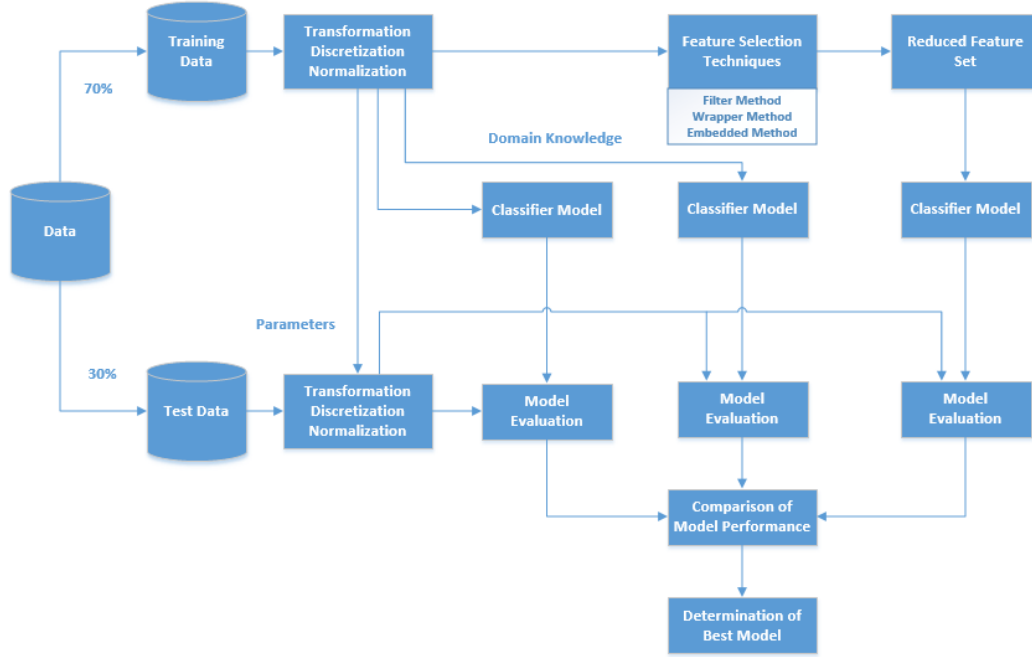 Training
Data
Transformation
Discretization
Normalization
Feature Selection
Techniques
Reduced Feature
Set
70%
Filter Method
Wrapper Method
Embedded Method
Domain Knowledge
Data
Classifier Model
Classifier Model
Classifier Model
Parameters
30%
Test Data
Transformation
Discretization
Normalization
Model
Evaluation
Model
Evaluation
Model
Evaluation
Comparison of
Model Performance
Determination of
Best Model